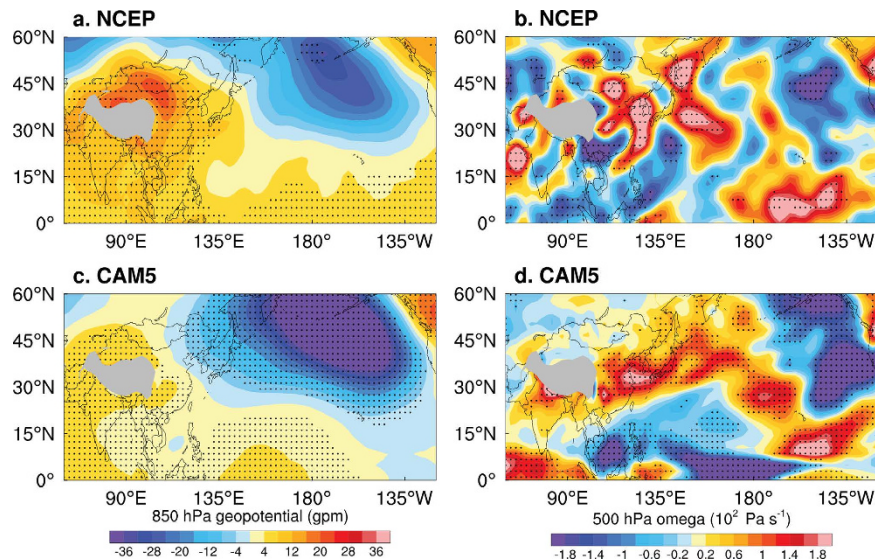 a. NCEP
b. NCEP
60°N
45°N
30°N
15°N
0°
90°E 135°E 180° 135°W
60°N
45°N
30°N
15°N
0°
90°E 135°E 180° 135°W
c. CAM5
d. CAM5
60°N
45°N
30°N
15°N
0°
90°E 135°E 180° 135°W
850 hPa geopotential (gpm)
-36 -28 -20 -12 -4 4 12 20 28 36
60°N
45°N
30°N
15°N
0°
90°E 135°E 180° 135°W
500 hPa omega (10² Pa s⁻¹)
-1.8 -1.4 -1 -0.6 -0.2 0.2 0.6 1 1.4 1.8